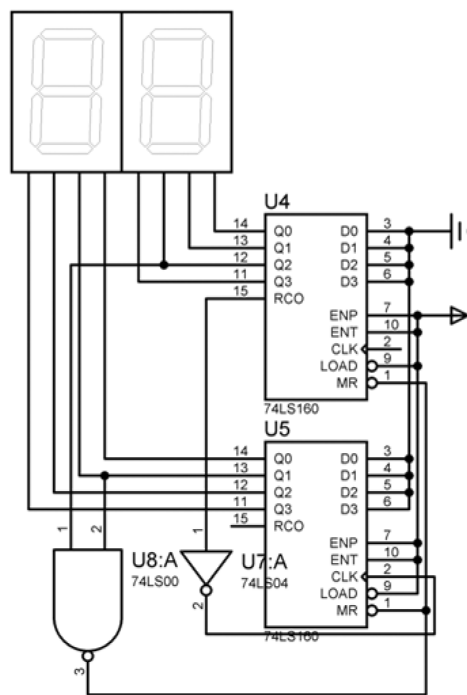 U4
14 Q0 D0 3
13 Q1 D1 4
12 Q2 D2 5
11 Q3 D3 6
15 RCO
ENP 7
ENT 10
CLK 2
LOAD 9
MR 1
74LS160
U5
14 Q0 D0 3
13 Q1 D1 4
12 Q2 D2 5
11 Q3 D3 6
15 RCO
ENP 7
ENT 10
CLK 2
LOAD 9
MR 1
74LS160
1 2
U8:A
74LS00
3
1
U7:A
74LS04
2